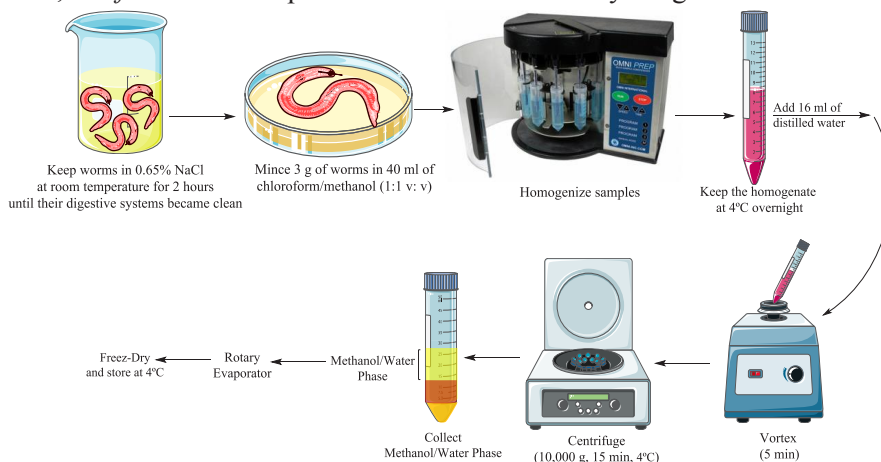 Keep worms in 0.65% NaCl
at room temperature for 2 hours
until their digestive systems became clean
Mince 3 g of worms in 40 ml of
chloroform/methanol (1:1 v: v)
OMNI PREP
Homogenize samples
Keep the homogenate
at 4ºC overnight
Add 16 ml of
distilled water
Vortex
(5 min)
Centrifuge
(10,000 g, 15 min, 4ºC)
Collect
Methanol/Water Phase
Methanol/Water
Phase
Rotary
Evaporator
Freez-Dry
and store at 4ºC